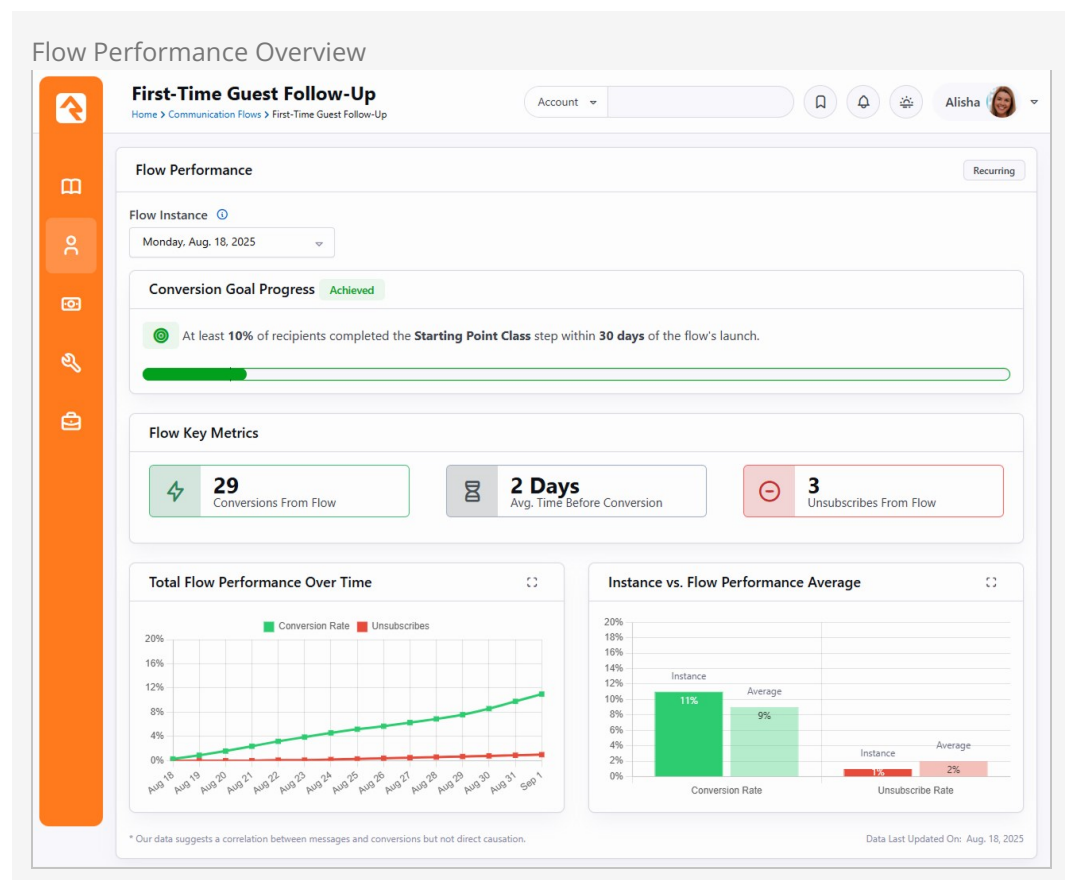 Flow Performance Overview
First-Time Guest Follow-Up
Home > Communication Flows > First-Time Guest Follow-Up
Account
Alisha
Flow Performance
Recurring
Flow Instance
Monday, Aug. 18, 2025
Conversion Goal Progress
Achieved
At least 10% of recipients completed the Starting Point Class step within 30 days of the flow's launch.
Flow Key Metrics
29
Conversions From Flow
2 Days
Avg. Time Before Conversion
3
Unsubscribes From Flow
Total Flow Performance Over Time
Conversion Rate
Unsubscribes
20%
16%
12%
8%
4%
0%
Aug 18
Aug 19
Aug 20
Aug 21
Aug 22
Aug 23
Aug 24
Aug 25
Aug 26
Aug 27
Aug 28
Aug 29
Aug 30
Aug 31
Sep 1
Instance vs. Flow Performance Average
20%
18%
16%
14%
12%
10%
8%
6%
4%
2%
0%
Instance
11%
Average
9%
Instance
1%
Average
2%
Conversion Rate
Unsubscribe Rate
* Our data suggests a correlation between messages and conversions but not direct causation.
Data Last Updated On: Aug. 18, 2025